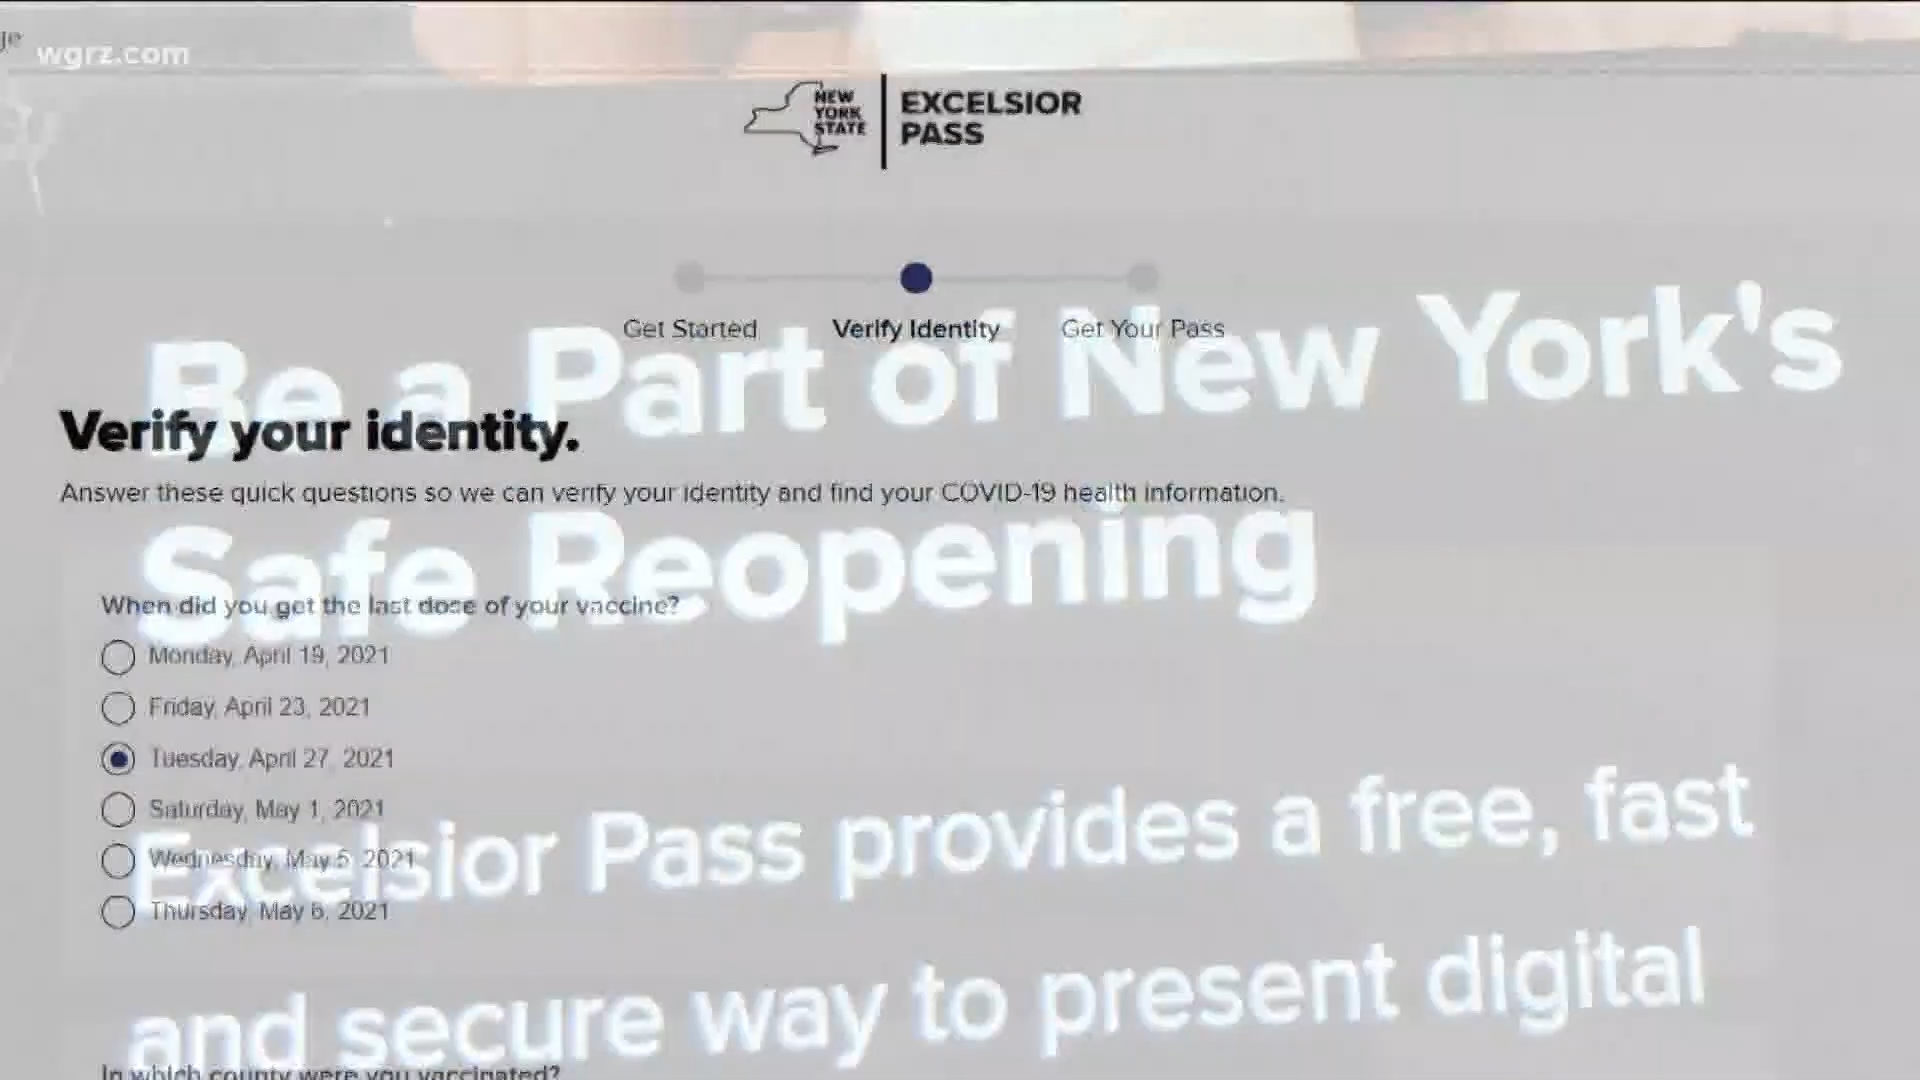 ge
wgrz.com
NEW
YORK
STATE
EXCELSIOR
PASS
Get Started
Verify Identity
Get Your Pass
Be a Part of New York's
Verify your identity.
Answer these quick questions so we can verify your identity and find your COVID-19 health information.
Safe Reopening
When did you get the last dose of your vaccine?
Monday, April 19, 2021
Friday, April 23, 2021
Tuesday, April 27, 2021
Saturday, May 1, 2021
Excelsior Pass provides a free, fast
Wednesday, May 5, 2021
Thursday, May 6, 2021
and secure way to present digital
In which county were you vaccinated?